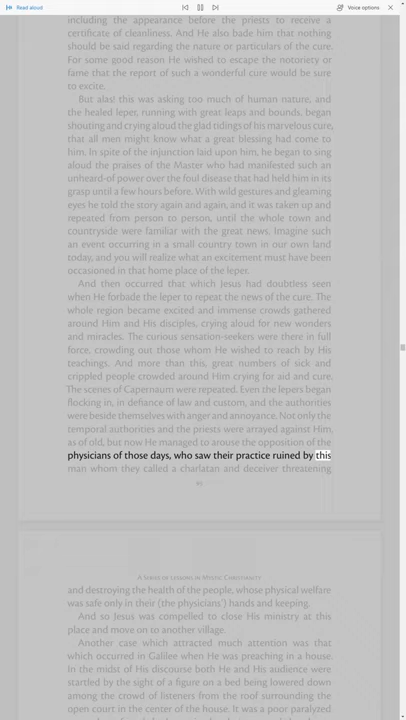 Read aloud
Voice options
including the appearance before the priests to receive a
certificate of cleanliness. And He also bade him that nothing
should be said regarding the nature or particulars of the cure.
For some good reason He wished to escape the notoriety or
fame that the report of such a wonderful cure would be sure
to excite.
But alas! this was asking too much of human nature, and
the healed leper, running with great leaps and bounds, began
shouting and crying aloud the glad tidings of his marvelous cure,
that all men might know what a great blessing had come to
him. In spite of the injunction laid upon him, he began to sing
aloud the praises of the Master who had manifested such an
unheard-of power over the foul disease that had held him in its
grasp until a few hours before. With wild gestures and gleaming
eyes he told the story again and again, and it was taken up and
repeated from person to person, until the whole town and
countryside were familiar with the great news. Imagine such
an event occurring in a small country town in our own land
today, and you will realize what an excitement must have been
occasioned in that home place of the leper.
And then occurred that which Jesus had doubtless seen
when He forbade the leper to repeat the news of the cure. The
whole region became excited and immense crowds gathered
around Him and His disciples, crying aloud for new wonders
and miracles. The curious sensation-seekers were there in full
force, crowding out those whom He wished to reach by His
teachings. And more than this, great numbers of sick and
crippled people crowded around Him crying for aid and cure.
The scenes of Capernaum were repeated. Even the lepers began
flocking in, in defiance of law and custom, and the authorities
were beside themselves with anger and annoyance. Not only the
temporal authorities and the priests were arrayed against Him,
as of old, but now He managed to arouse the opposition of the
physicians of those days, who saw their practice ruined by this
man whom they called a charlatan and deceiver threatening
A Series of Lessons in Mystic Christianity
and destroying the health of the people, whose physical welfare
was safe only in their (the physicians') hands and keeping.
And so Jesus was compelled to close His ministry at this
place and move on to another village.
Another case which attracted much attention was that
which occurred in Galilee when He was preaching in a house.
In the midst of His discourse both He and His audience were
startled by the sight of a figure on a bed being lowered down
among the crowd of listeners from the roof surrounding the
open court in the center of the house. It was a poor paralyzed